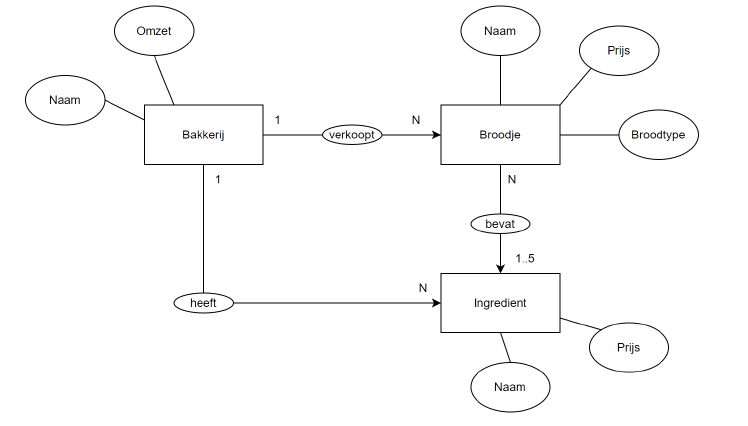 Omzet
Naam
Prijs
Naam
Bakkerij
1
verkoopt
N
Broodje
Broodtype
1
N
bevat
1..5
heeft
N
Ingredient
Prijs
Naam